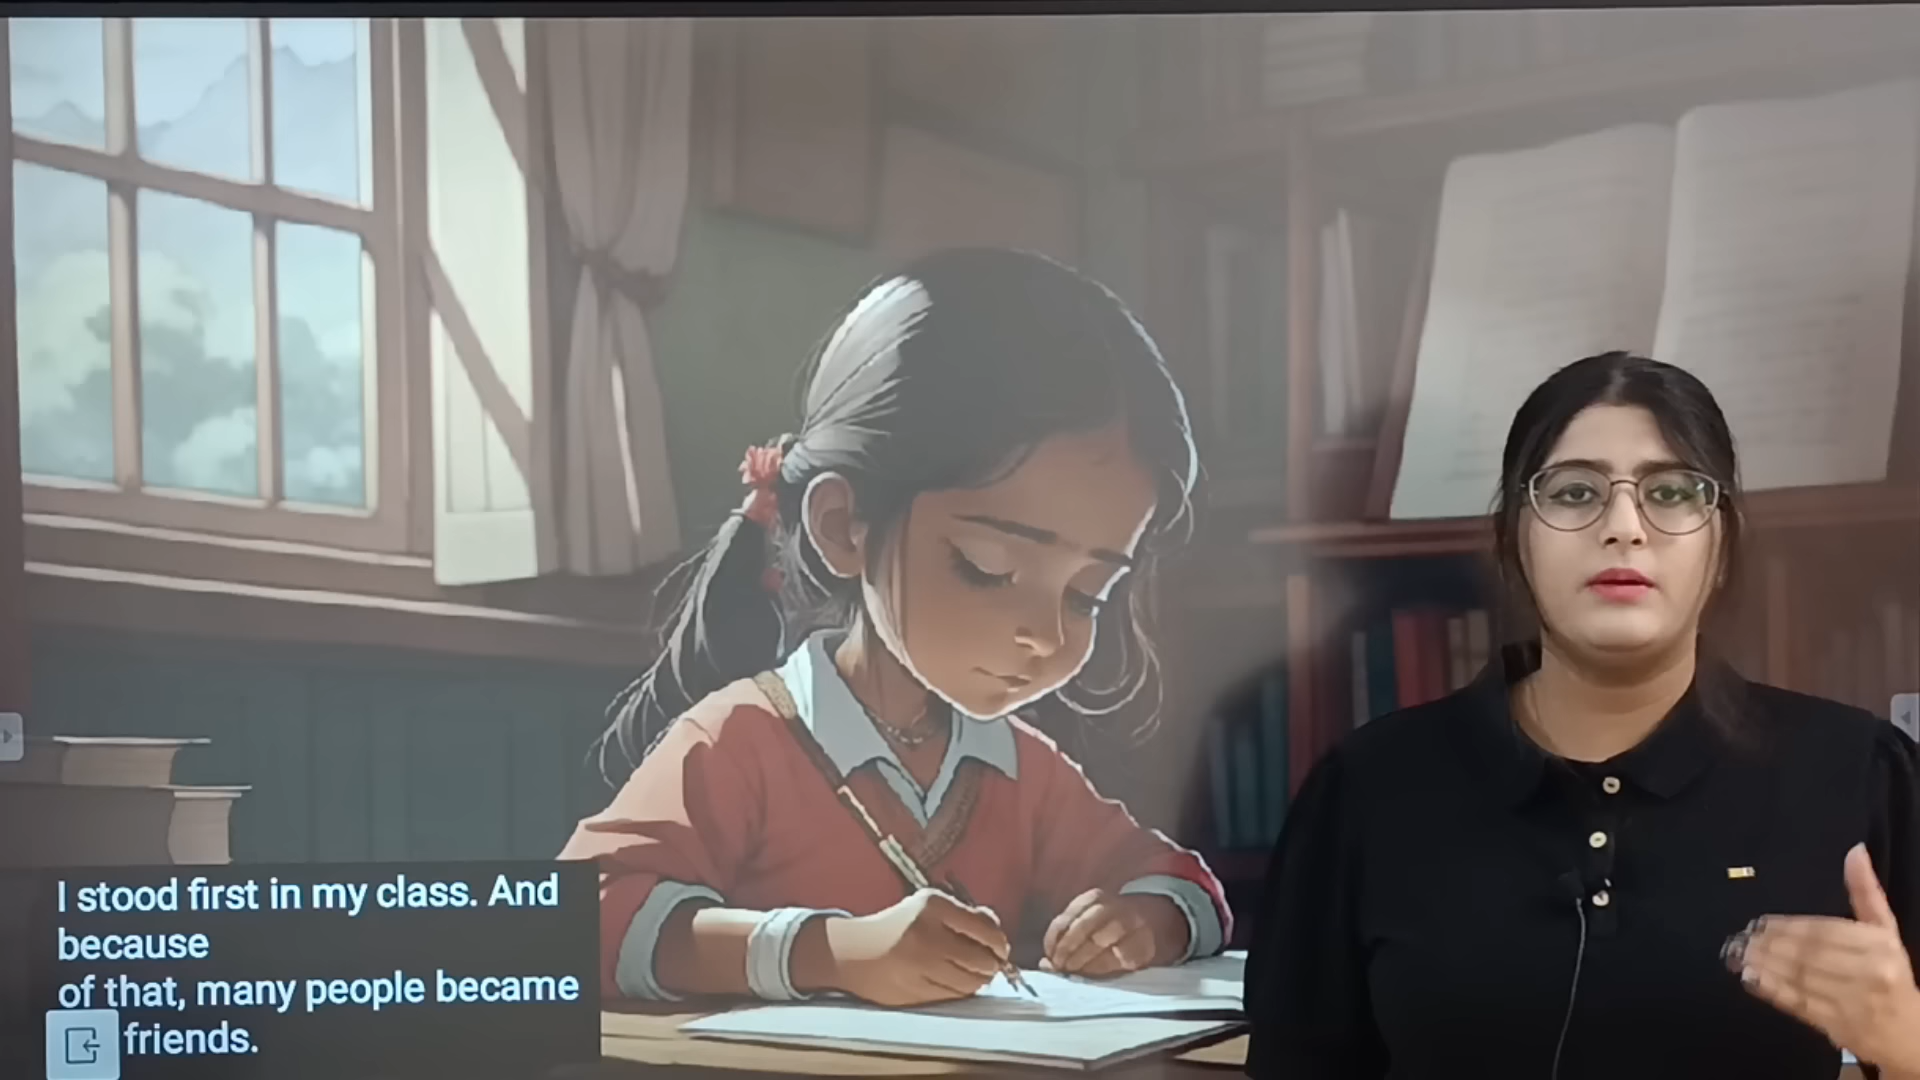 I stood first in my class. And
because
of that, many people became
friends.